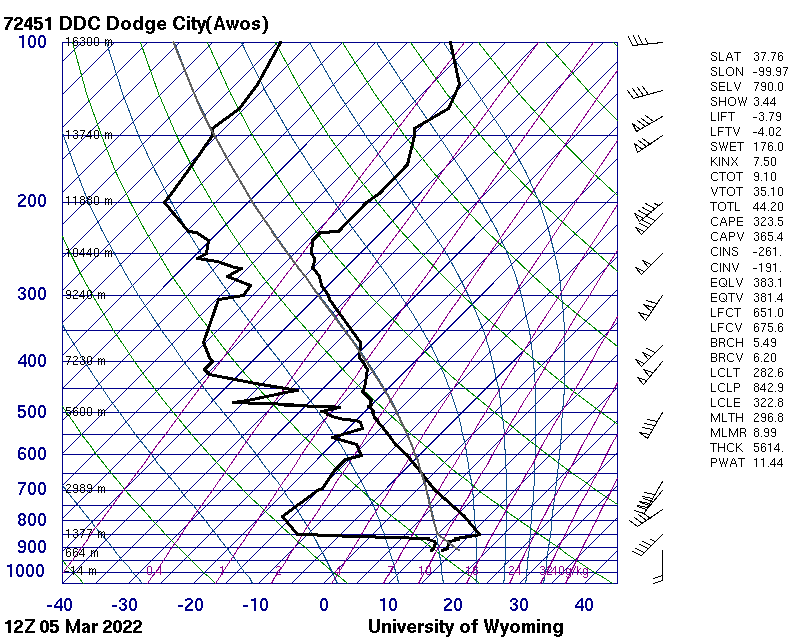 72451 DDC Dodge City(Awos)
100 16300 m
13740 m
200 11880 m
10440 m
300 9240 m
400 7230 m
500 5600 m
600
700 2989 m
800
1377 m
900
664 m
1000 -14 m 0.4 1 2 4 7 10 16 24 32 40g/kg
-40 -30 -20 -10 0 10 20 30 40
12Z 05 Mar 2022 University of Wyoming
SLAT 37.76
SLON -99.97
SELV 790.0
SHOW 3.44
LIFT -3.79
LFTV -4.02
SWET 176.0
KINX 7.50
CTOT 9.10
VTOT 35.10
TOTL 44.20
CAPE 323.5
CAPV 365.4
CINS -261.
CINV -191.
EQLV 383.1
EQTV 381.4
LFCT 651.0
LFCV 675.6
BRCH 5.49
BRCV 6.20
LCLT 282.6
LCLP 842.9
LCLE 322.8
MLTH 296.8
MLMR 8.99
THCK 5614.
PWAT 11.44